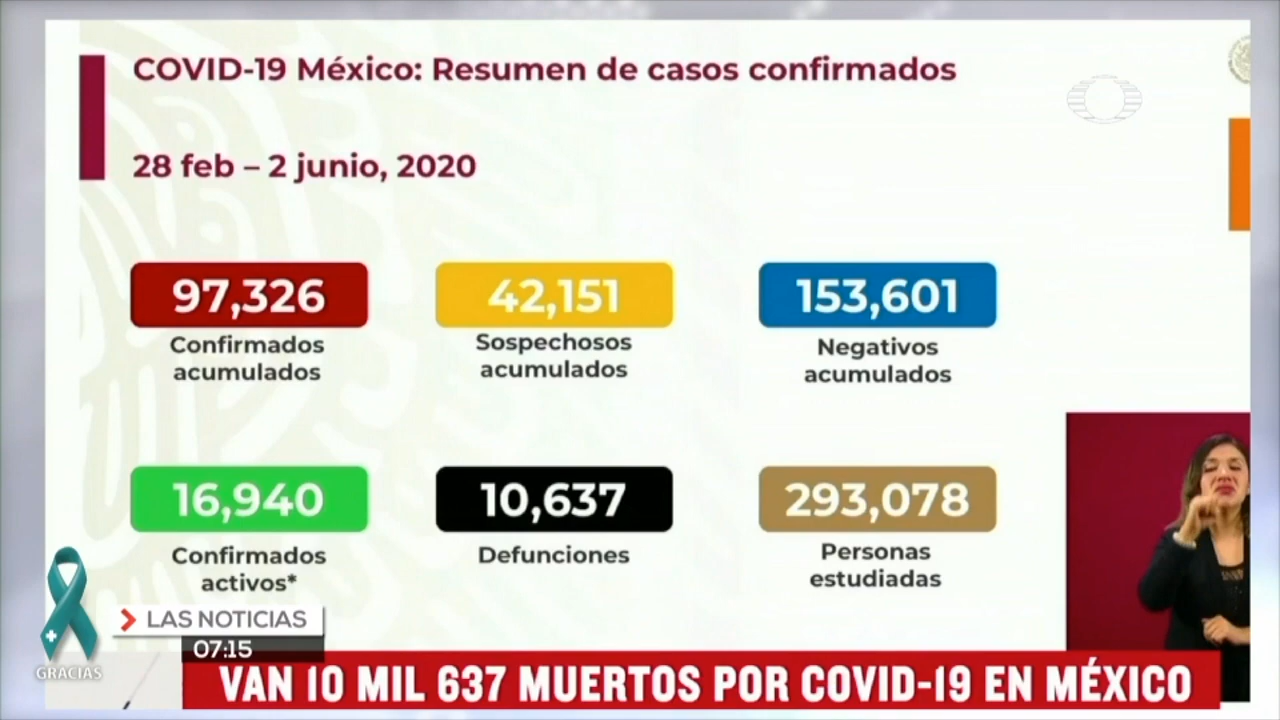 COVID-19 México: Resumen de casos confirmados
28 feb – 2 junio, 2020
97,326
Confirmados
acumulados
42,151
Sospechosos
acumulados
153,601
Negativos
acumulados
16,940
Confirmados
activos*
10,637
Defunciones
293,078
Personas
estudiadas
GRACIAS
LAS NOTICIAS
07:15
VAN 10 MIL 637 MUERTOS POR COVID-19 EN MÉXICO